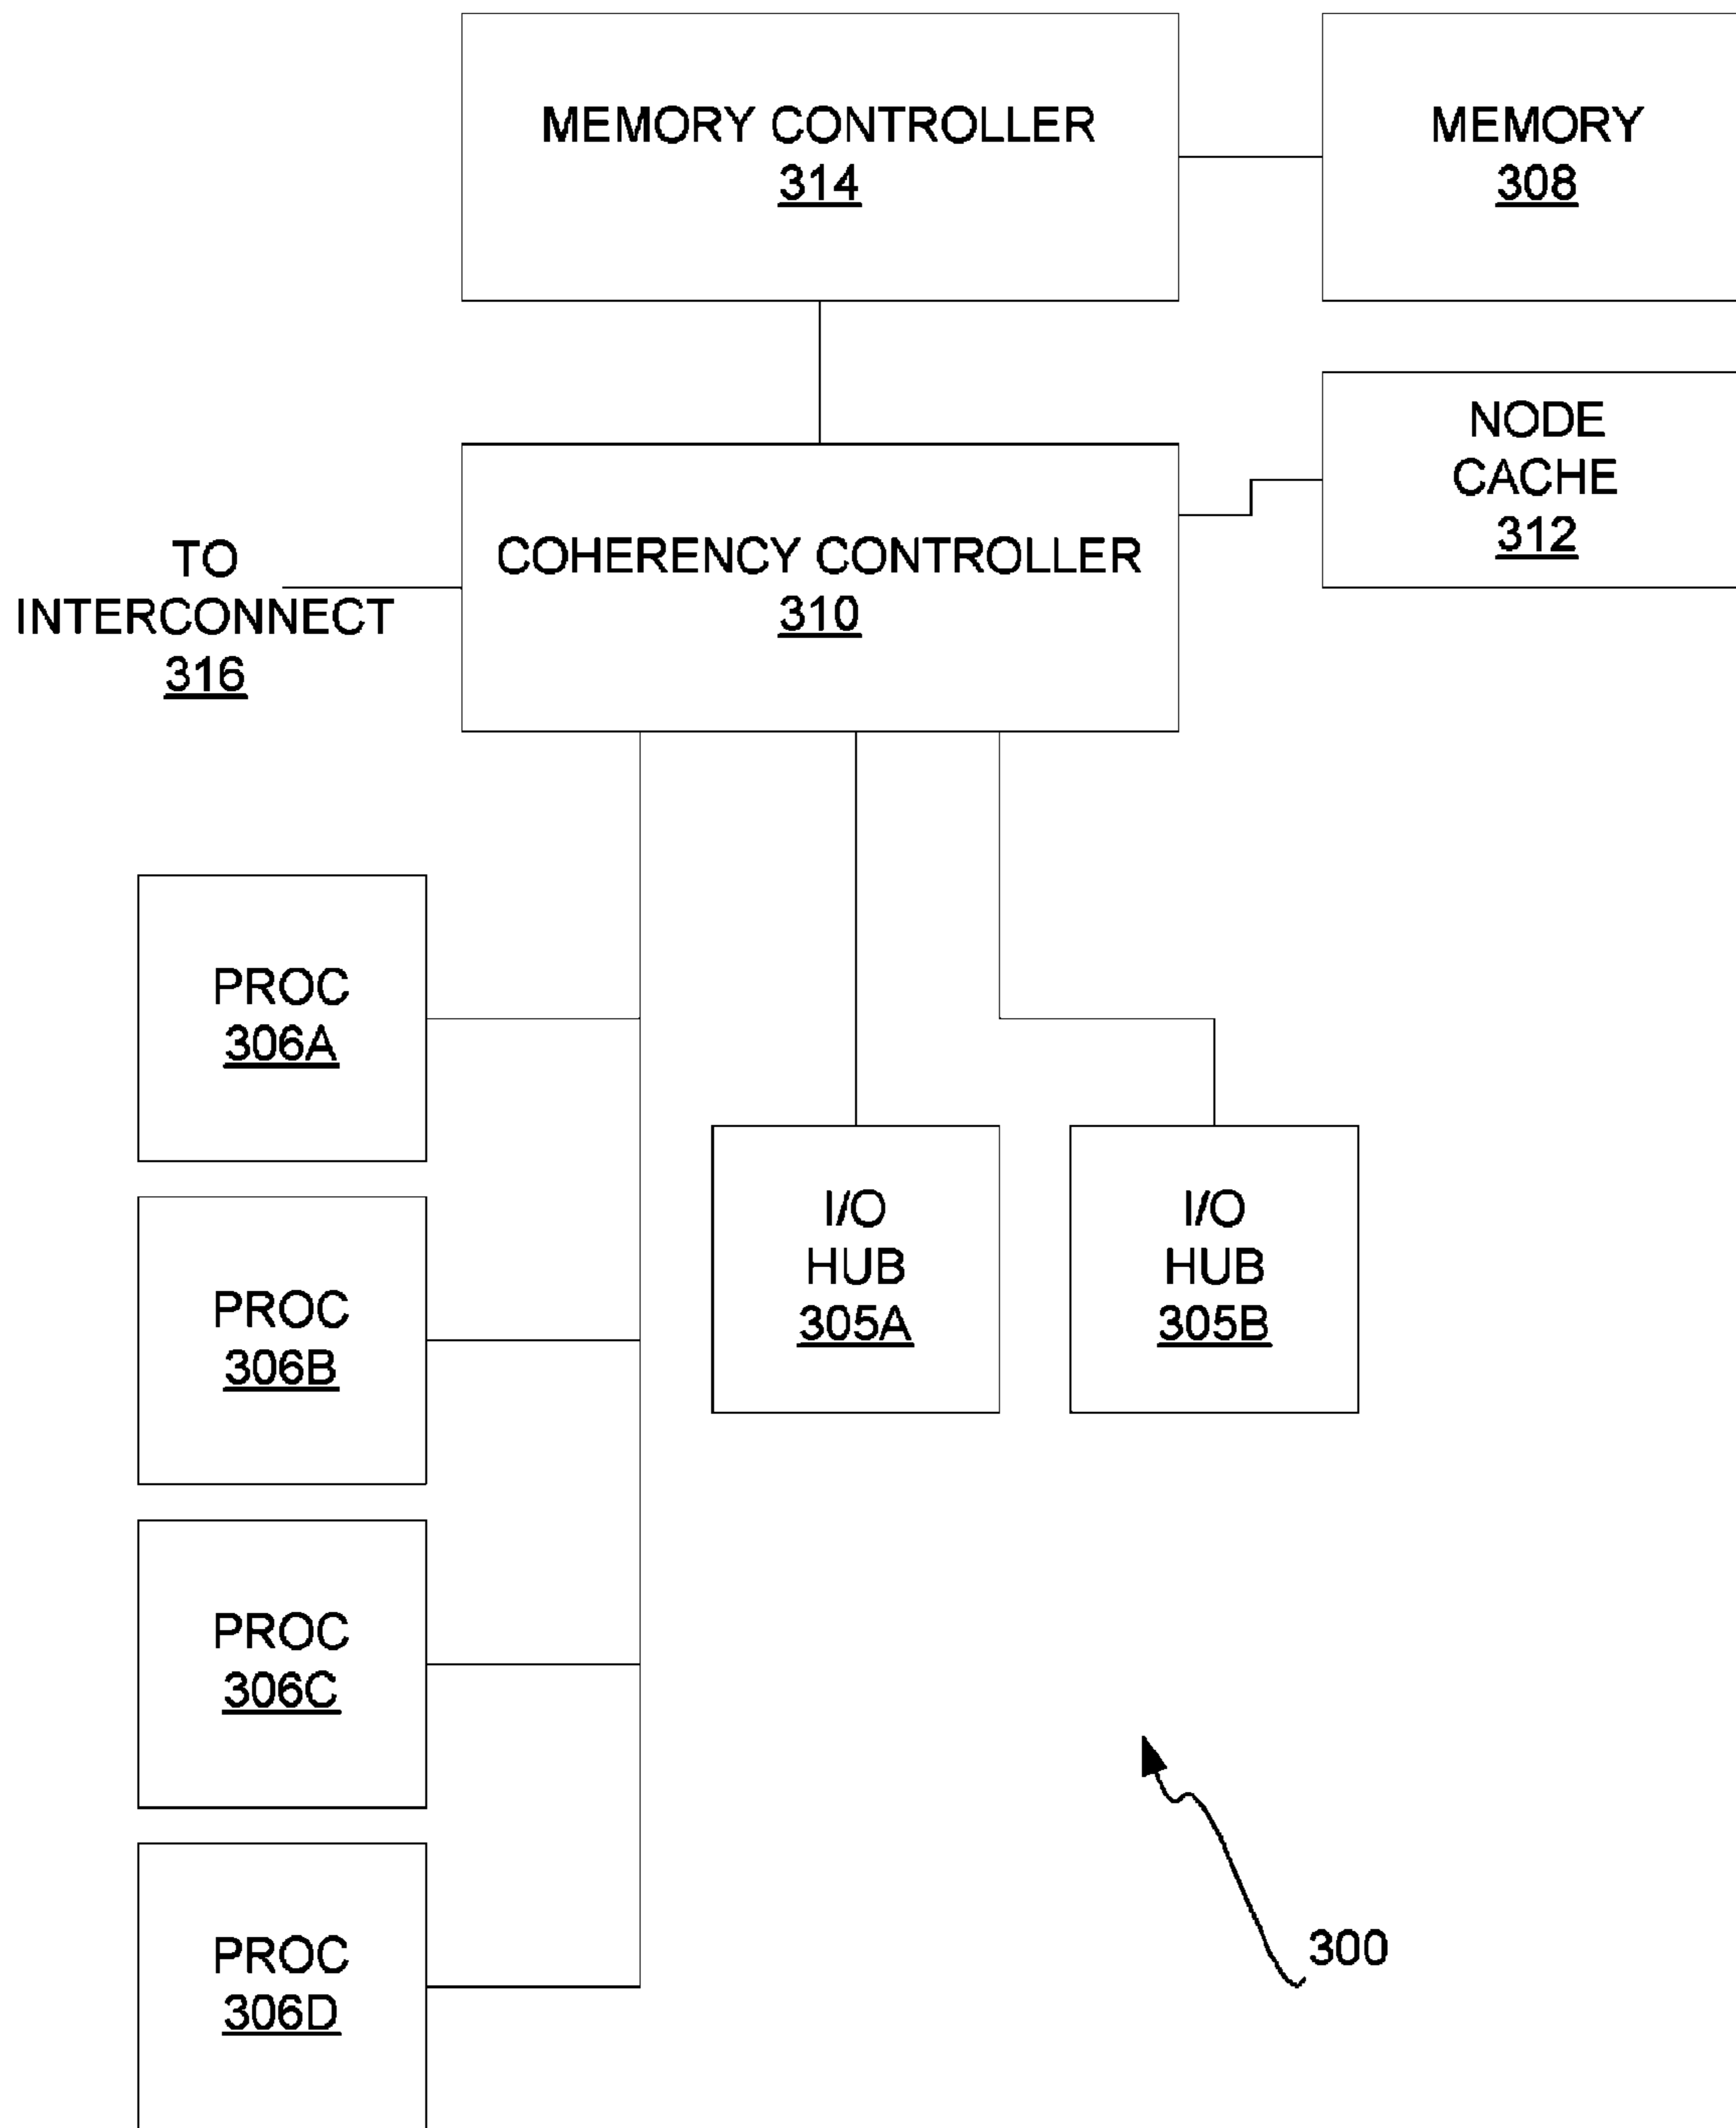 MEMORY CONTROLLER
314
MEMORY
308
NODE
CACHE
312
TO
INTERCONNECT
316
COHERENCY CONTROLLER
310
PROC
306A
PROC
306B
PROC
306C
PROC
306D
I/O
HUB
305A
I/O
HUB
305B
300